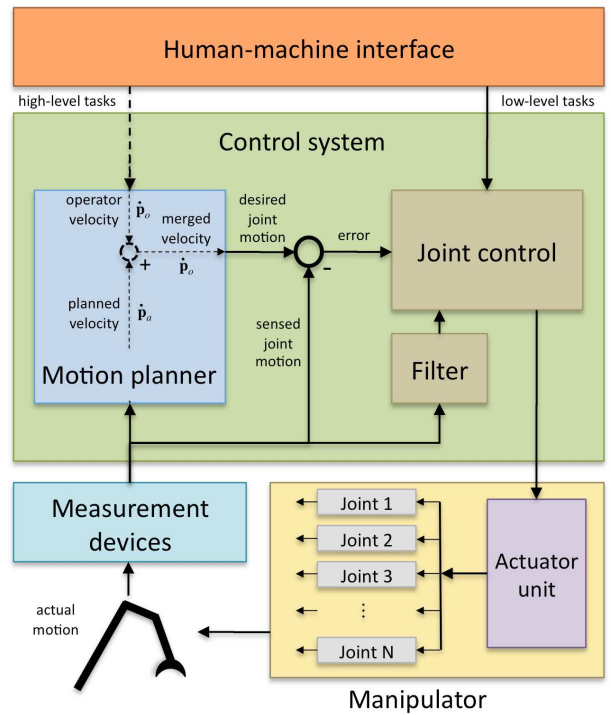 Human-machine interface
high-level tasks
low-level tasks
Control system
operator
velocity
ṗₒ
merged
velocity
ṗₒ
+
planned
velocity
ṗₐ
Motion planner
desired
joint
motion
-
error
sensed
joint
motion
Joint control
Filter
Measurement
devices
actual
motion
Joint 1
Joint 2
Joint 3
⋮
Joint N
Actuator
unit
Manipulator